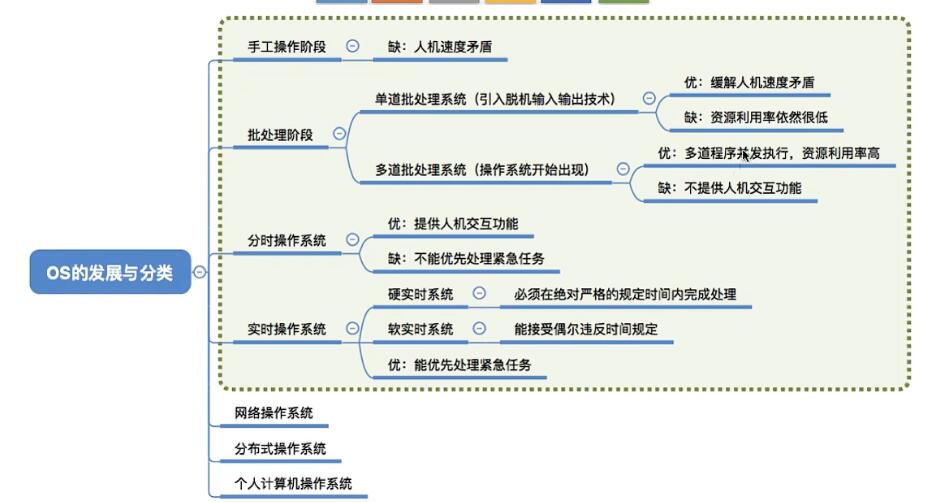 OS的发展与分类
手工操作阶段
缺：人机速度矛盾
批处理阶段
单道批处理系统（引入脱机输入输出技术）
优：缓解人机速度矛盾
缺：资源利用率依然很低
多道批处理系统（操作系统开始出现）
优：多道程序并发执行，资源利用率高
缺：不提供人机交互功能
分时操作系统
优：提供人机交互功能
缺：不能优先处理紧急任务
实时操作系统
硬实时系统
必须在绝对严格的规定时间内完成处理
软实时系统
能接受偶尔违反时间规定
优：能优先处理紧急任务
网络操作系统
分布式操作系统
个人计算机操作系统